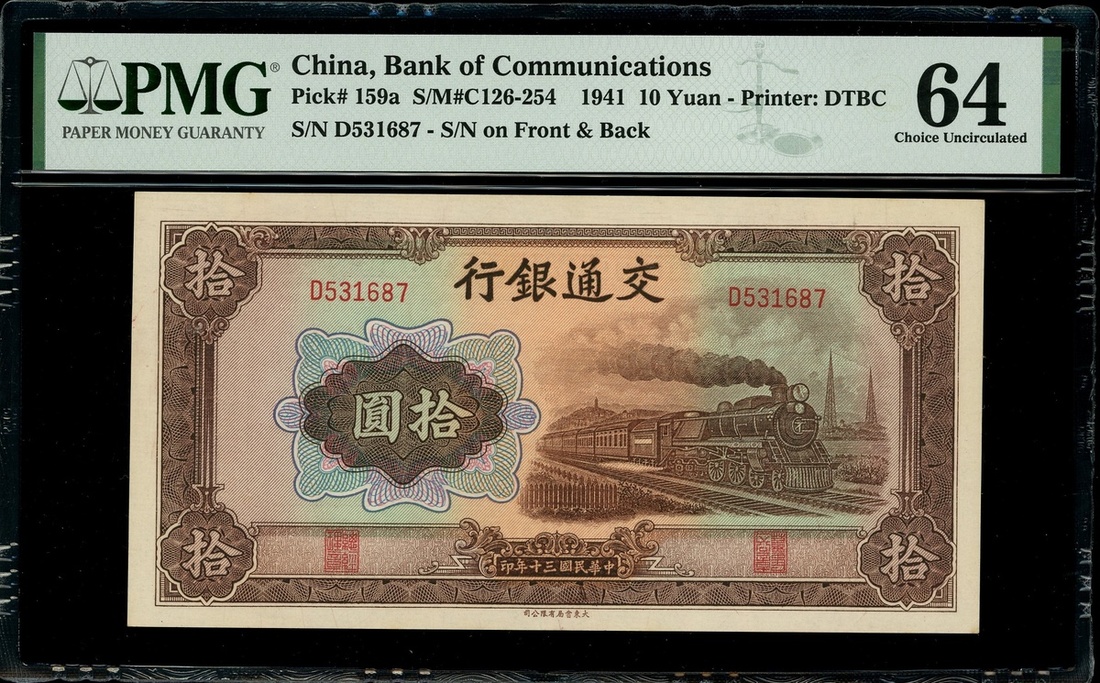 PMG®
PAPER MONEY GUARANTY
China, Bank of Communications
Pick# 159a S/M#C126-254 1941 10 Yuan - Printer: DTBC
S/N D531687 - S/N on Front & Back
64
Choice Uncirculated
拾
拾
行銀通交
D531687
D531687
圓拾
拾
拾
印年十三國民華中
司公限有局書東大